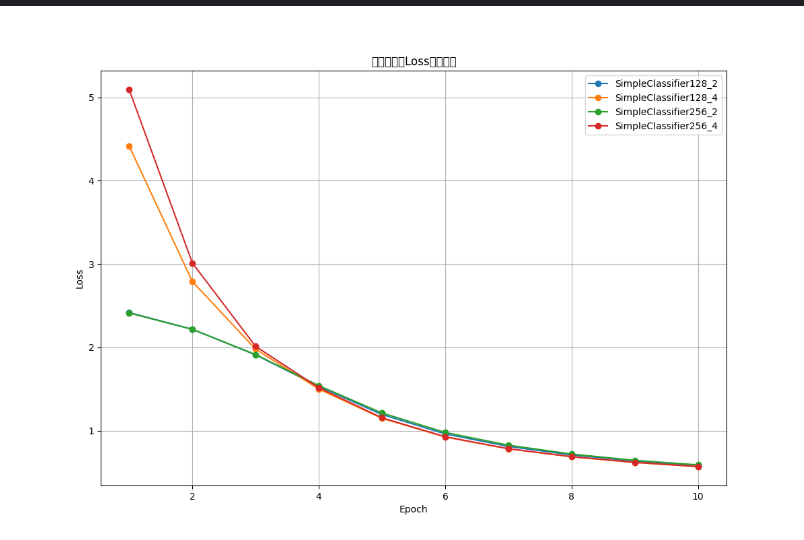 Loss
SimpleClassifier128_2
SimpleClassifier128_4
SimpleClassifier256_2
SimpleClassifier256_4
5
4
3
2
1
Loss
2
4
6
8
10
Epoch